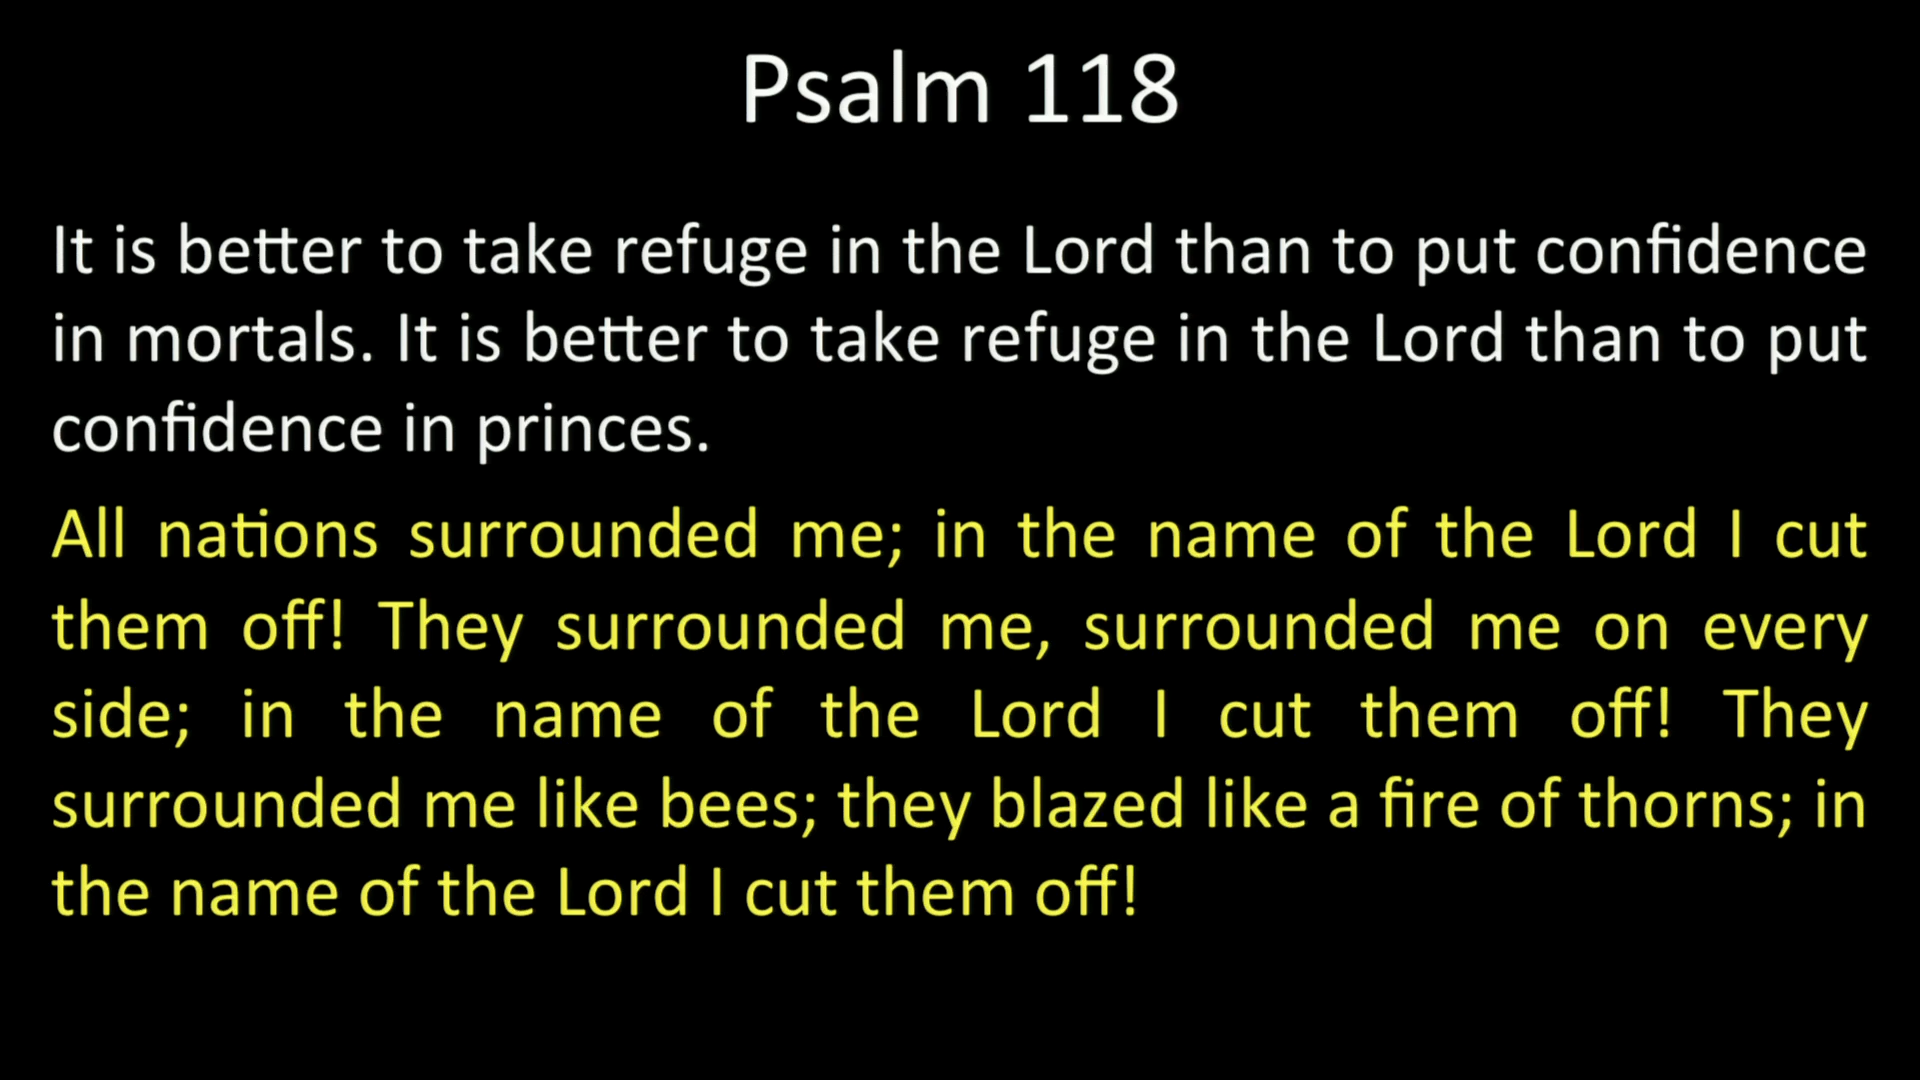 Psalm 118
It is better to take refuge in the Lord than to put confidence
in mortals. It is better to take refuge in the Lord than to put
confidence in princes.
All nations surrounded me; in the name of the Lord I cut
them off! They surrounded me, surrounded me on every
side; in the name of the Lord I cut them off! They
surrounded me like bees; they blazed like a fire of thorns; in
the name of the Lord I cut them off!